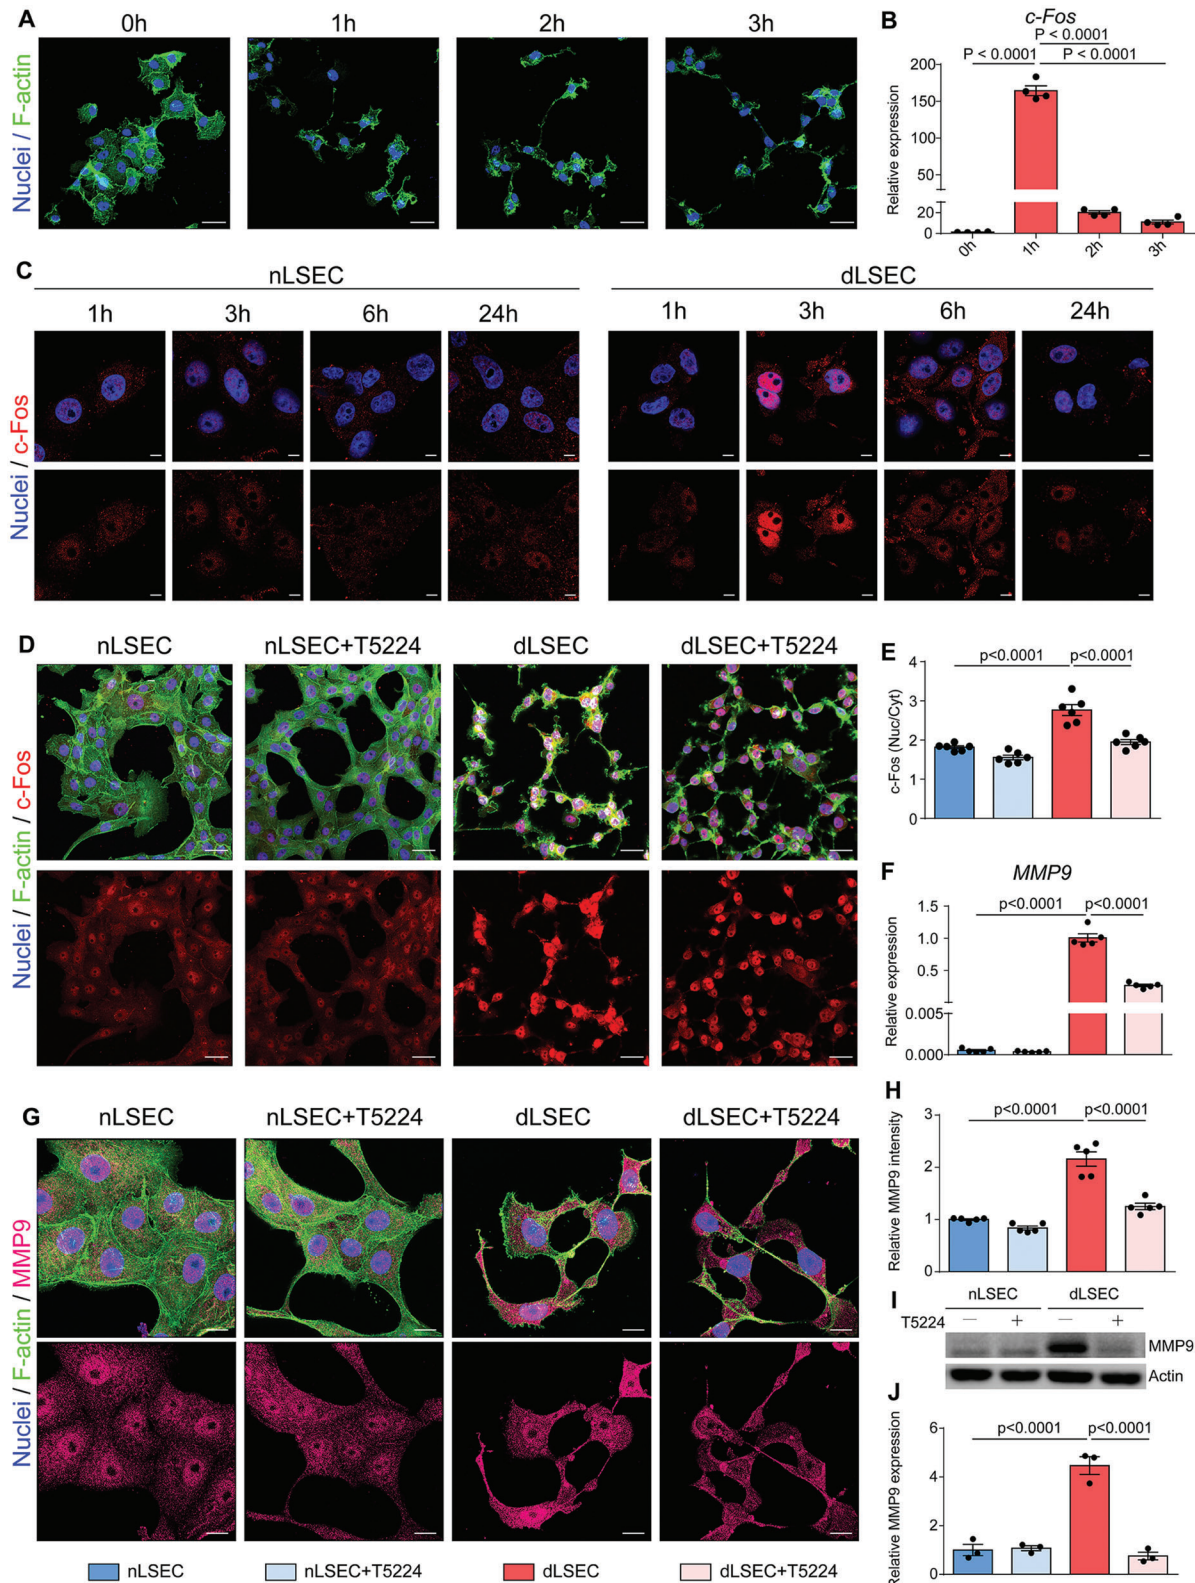 A
0h
1h
2h
3h
Nuclei / F-actin
B
c-Fos
P < 0.0001
P < 0.0001
P < 0.0001
Relative expression
200
150
100
50
20
0
0h
1h
2h
3h
C
nLSEC
dLSEC
1h
3h
6h
24h
1h
3h
6h
24h
Nuclei / c-Fos
D
nLSEC
nLSEC+T5224
dLSEC
dLSEC+T5224
Nuclei / F-actin / c-Fos
E
p<0.0001
p<0.0001
c-Fos (Nuc/Cyt)
4
3
2
1
0
F
MMP9
p<0.0001
p<0.0001
Relative expression
1.5
1.0
0.5
0.005
0.000
G
nLSEC
nLSEC+T5224
dLSEC
dLSEC+T5224
Nuclei / F-actin / MMP9
H
p<0.0001
p<0.0001
Relative MMP9 intensity
3
2
1
0
I
nLSEC
dLSEC
T5224
— + — +
MMP9
Actin
J
p<0.0001
p<0.0001
Relative MMP9 expression
6
4
2
0
nLSEC
nLSEC+T5224
dLSEC
dLSEC+T5224